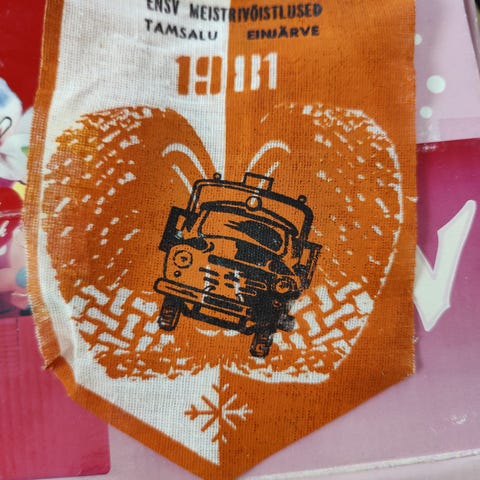 ENSV MEISTRIVÕISTLUSED
TAMSALU EINJÄRVE
1981